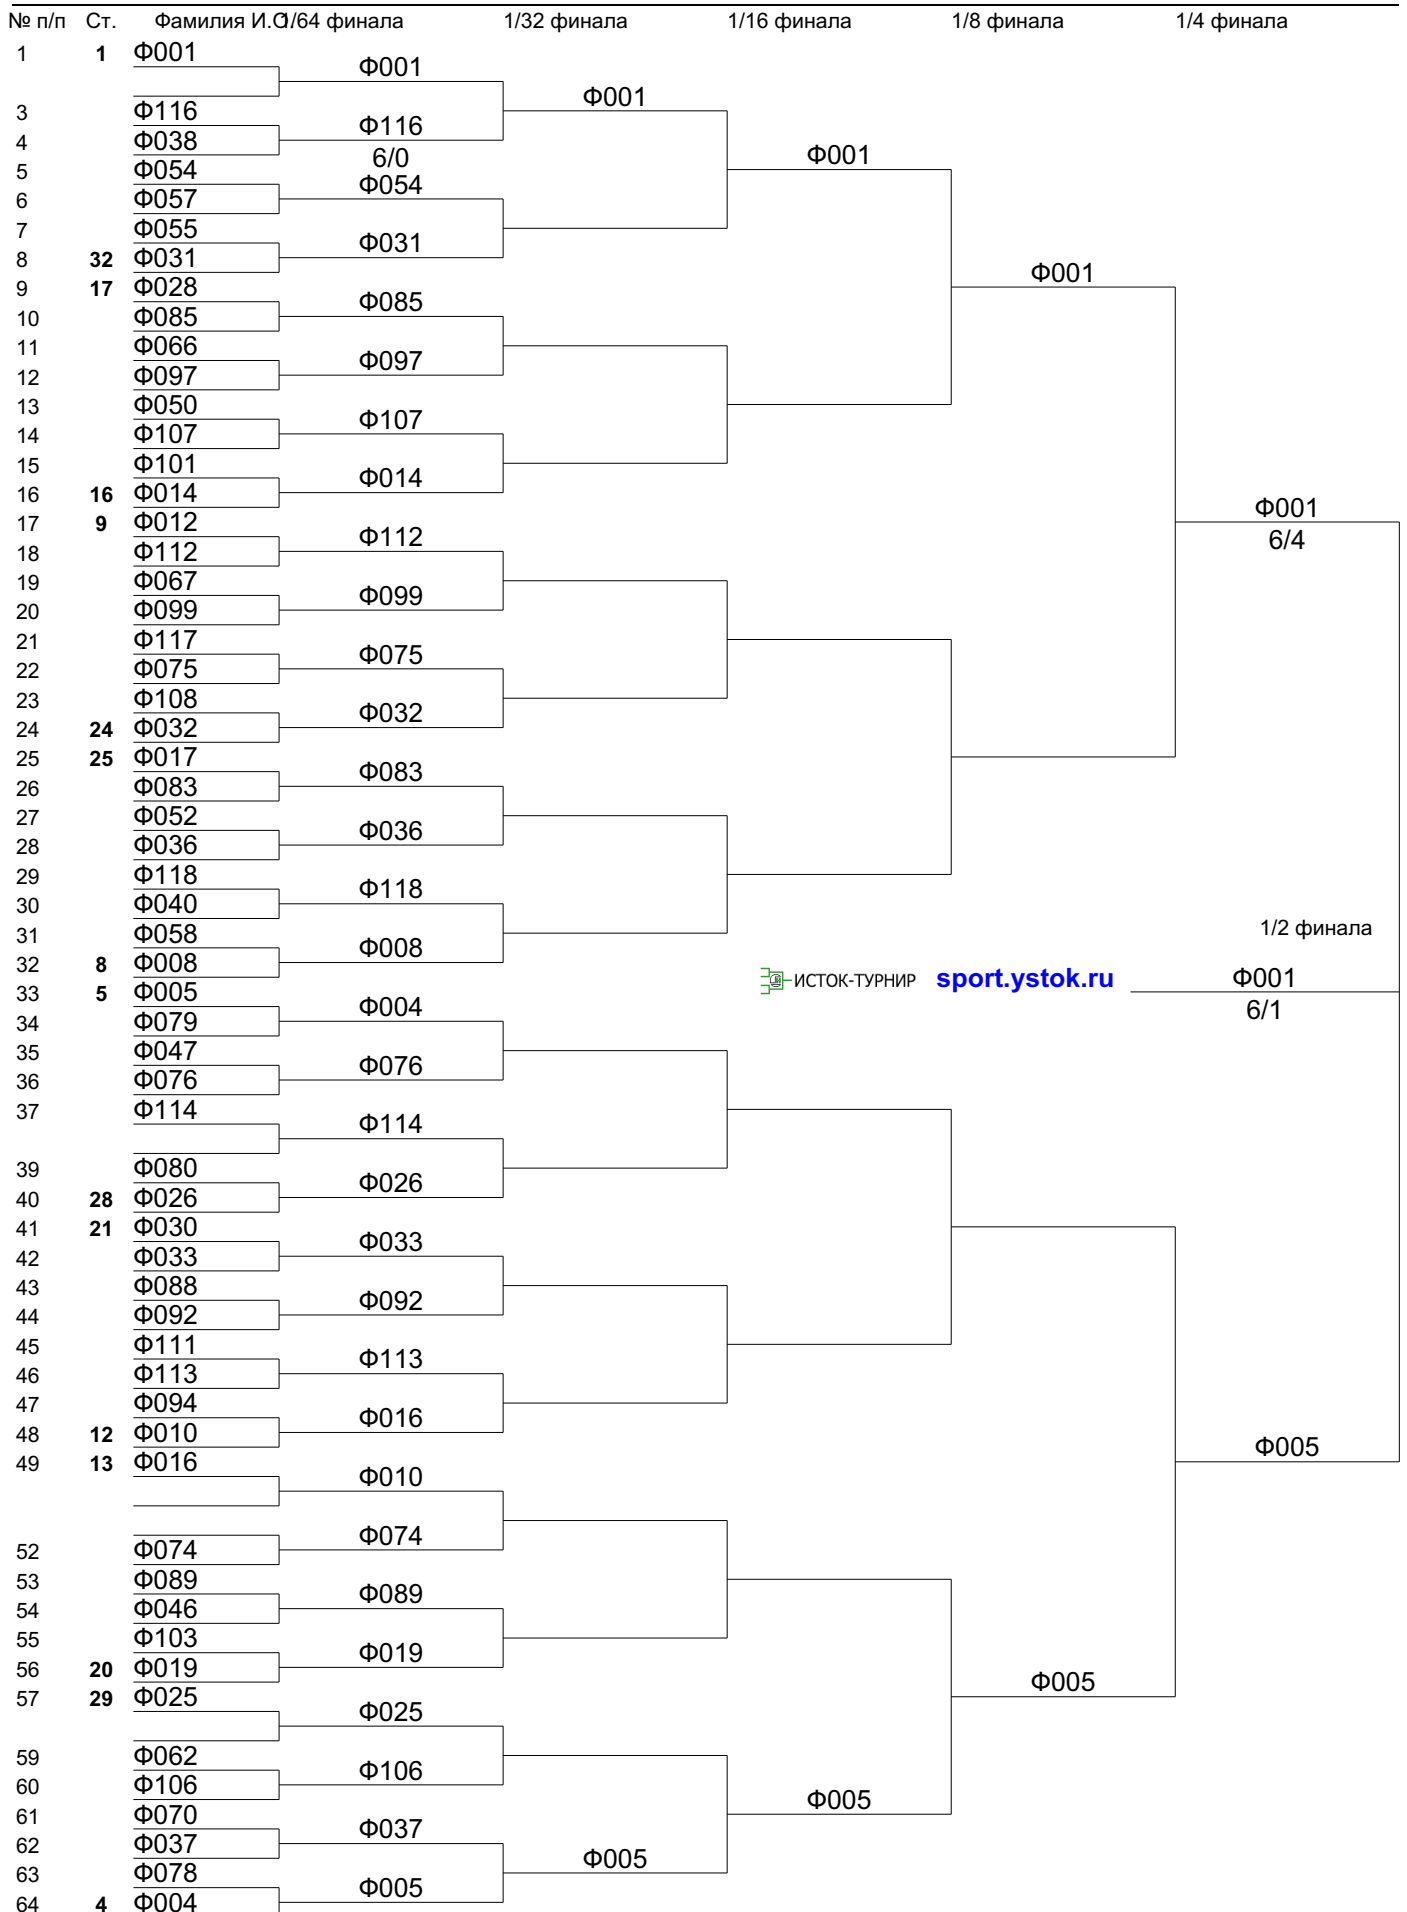 № п/п Ст. Фамилия И.О. 1/64 финала 1/32 финала 1/16 финала 1/8 финала 1/4 финала
1 1 Ф001
Ф001
Ф001
3 Ф116
Ф116
4 Ф038
6/0
Ф001
5 Ф054
Ф054
6 Ф057
7 Ф055
Ф031
8 32 Ф031
Ф001
9 17 Ф028
Ф085
10 Ф085
11 Ф066
Ф097
12 Ф097
13 Ф050
Ф107
14 Ф107
15 Ф101
Ф014
16 16 Ф014
Ф001
17 9 Ф012
6/4
Ф112
18 Ф112
19 Ф067
Ф099
20 Ф099
21 Ф117
Ф075
22 Ф075
23 Ф108
Ф032
24 24 Ф032
25 25 Ф017
Ф083
26 Ф083
27 Ф052
Ф036
28 Ф036
29 Ф118
Ф118
30 Ф040
31 Ф058
1/2 финала
Ф008
32 8 Ф008
ИСТОК-ТУРНИР sport.ystok.ru Ф001
33 5 Ф005
6/1
Ф004
34 Ф079
35 Ф047
Ф076
36 Ф076
37 Ф114
Ф114
39 Ф080
Ф026
40 28 Ф026
41 21 Ф030
Ф033
42 Ф033
43 Ф088
Ф092
44 Ф092
45 Ф111
Ф113
46 Ф113
47 Ф094
Ф016
48 12 Ф010
Ф005
49 13 Ф016
Ф010
Ф074
52 Ф074
53 Ф089
Ф089
54 Ф046
55 Ф103
Ф019
56 20 Ф019
Ф005
57 29 Ф025
Ф025
59 Ф062
Ф106
60 Ф106
Ф005
61 Ф070
Ф037
62 Ф037
Ф005
63 Ф078
Ф005
64 4 Ф004